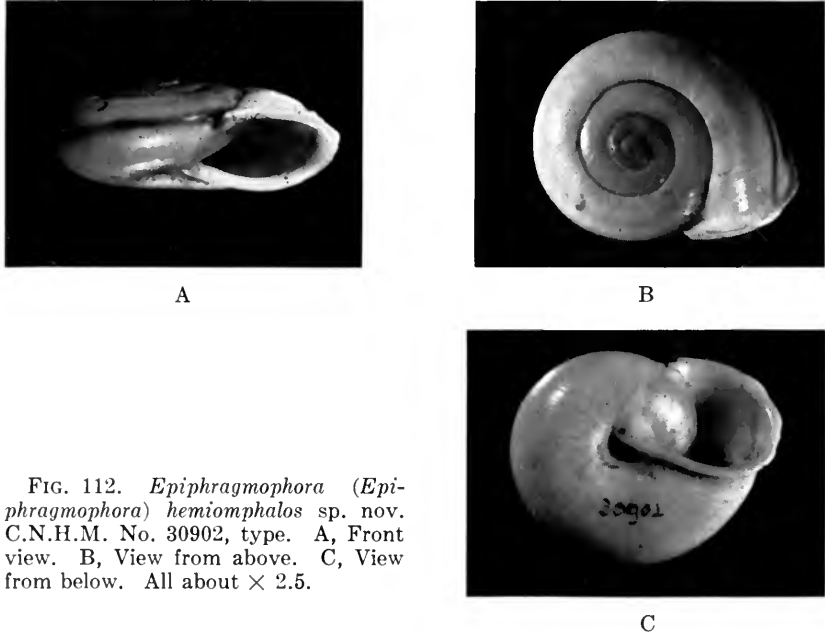 A
B
FIG. 112. Epiphragmophora (Epi-
phragmophora) hemiomphalos sp. nov.
C.N.H.M. No. 30902, type. A, Front
view. B, View from above. C, View
from below. All about × 2.5.
30901
C